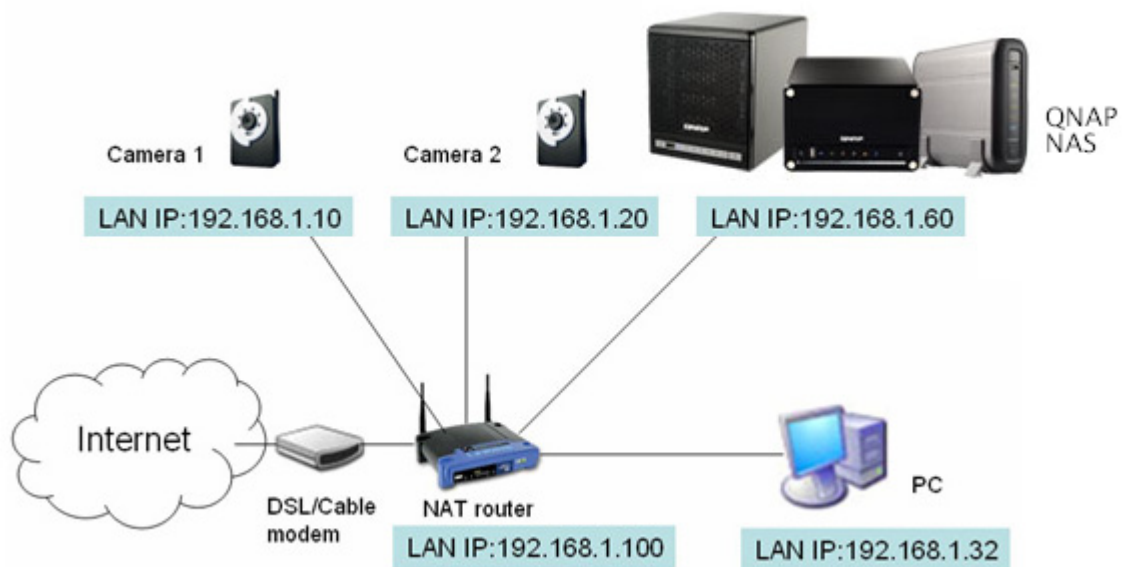 QNAP
NAS
Camera 1
Camera 2
LAN IP:192.168.1.10
LAN IP:192.168.1.20
LAN IP:192.168.1.60
Internet
DSL/Cable
modem
NAT router
PC
LAN IP:192.168.1.100
LAN IP:192.168.1.32